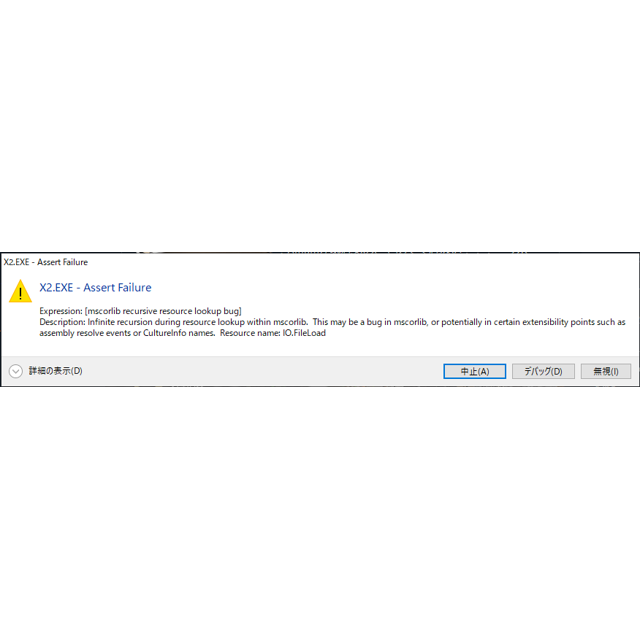 X2.EXE - Assert Failure
X2.EXE - Assert Failure
Expression: [mscorlib recursive resource lookup bug]
Description: Infinite recursion during resource lookup within mscorlib.  This may be a bug in mscorlib, or potentially in certain extensibility points such as
assembly resolve events or CultureInfo names.  Resource name: IO.FileLoad
詳細の表示(D)
中止(A)
デバッグ(D)
無視(I)